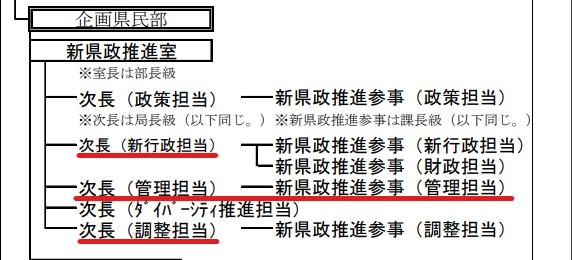 企画県民部
新県政推進室
※室長は部長級
次長（政策担当） 新県政推進参事（政策担当）
※次長は局長級（以下同じ。） ※新県政推進参事は課長級（以下同じ。）
次長（新行政担当） 新県政推進参事（新行政担当）
新県政推進参事（財政担当）
次長（管理担当） 新県政推進参事（管理担当）
次長（ﾀﾞｲﾊﾞｰｼﾃｨ推進担当）
次長（調整担当） 新県政推進参事（調整担当）